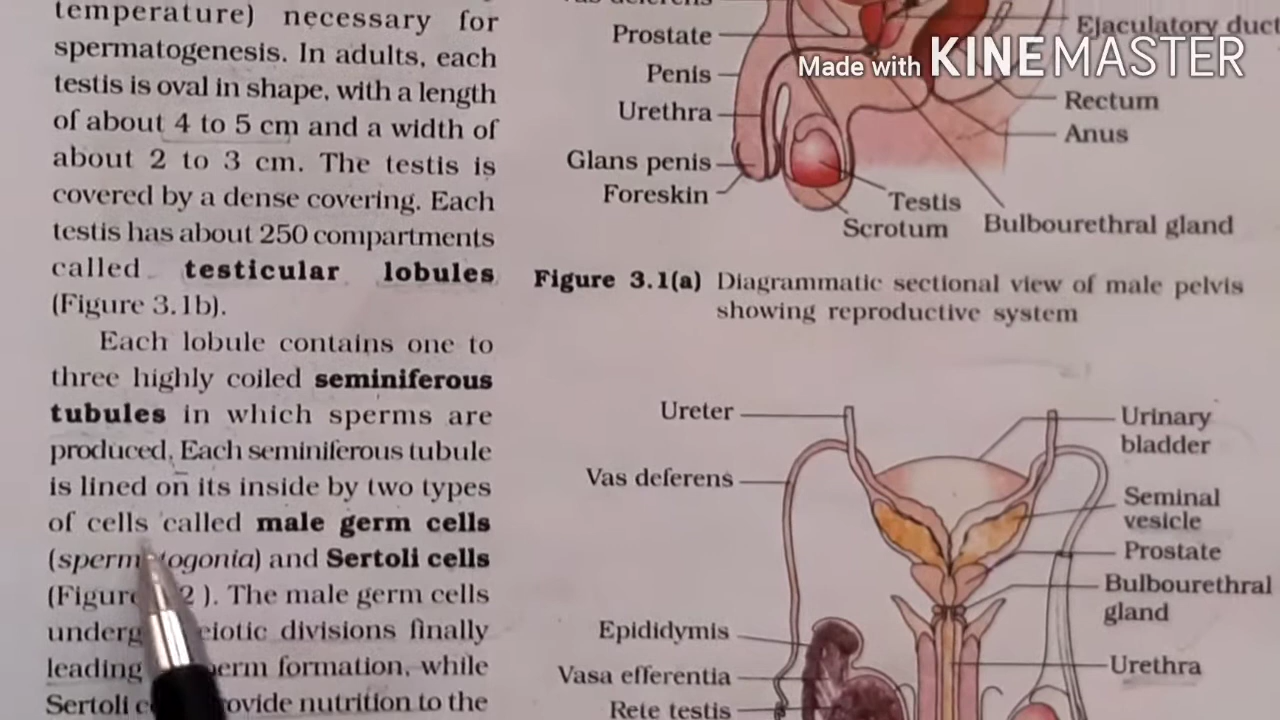 temperature) necessary for
spermatogenesis. In adults, each
testis is oval in shape, with a length
of about 4 to 5 cm and a width of
about 2 to 3 cm. The testis is
covered by a dense covering. Each
testis has about 250 compartments
called testicular lobules
(Figure 3.1b).
Each lobule contains one to
three highly coiled seminiferous
tubules in which sperms are
produced. Each seminiferous tubule
is lined on its inside by two types
of cells called male germ cells
and Sertoli cells
(Figure 2 ). The male germ cells
divisions finally
leading formation, while
Sertoli nutrition to the
Prostate
Penis
Urethra
Glans penis
Foreskin
Ejaculatory duct
Made with KINEMASTER
Rectum
Anus
Testis
Scrotum
Bulbourethral gland
Figure 3.1(a) Diagrammatic sectional view of male pelvis
showing reproductive system
Ureter
Vas deferens
Epididymis
Vasa efferentia
Rete testis
Urinary
bladder
Seminal
vesicle
Prostate
Bulbourethral
gland
Urethra